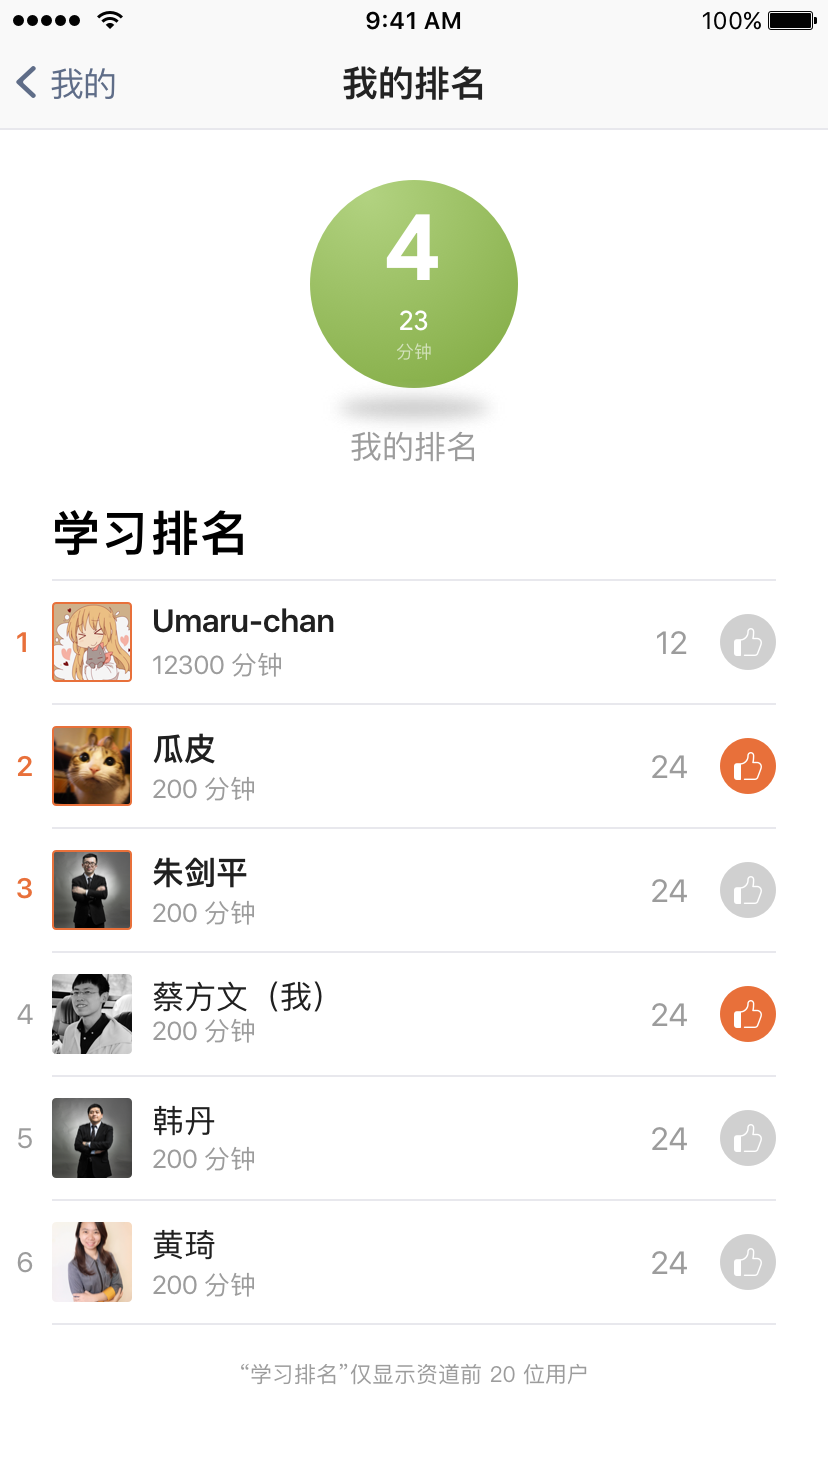 9:41 AM 100%
我的 我的排名
4
23
分钟
我的排名
学习排名
1 Umaru-chan 12
12300 分钟
2 瓜皮 24
200 分钟
3 朱剑平 24
200 分钟
4 蔡方文（我） 24
200 分钟
5 韩丹 24
200 分钟
6 黄琦 24
200 分钟
“学习排名”仅显示资道前 20 位用户